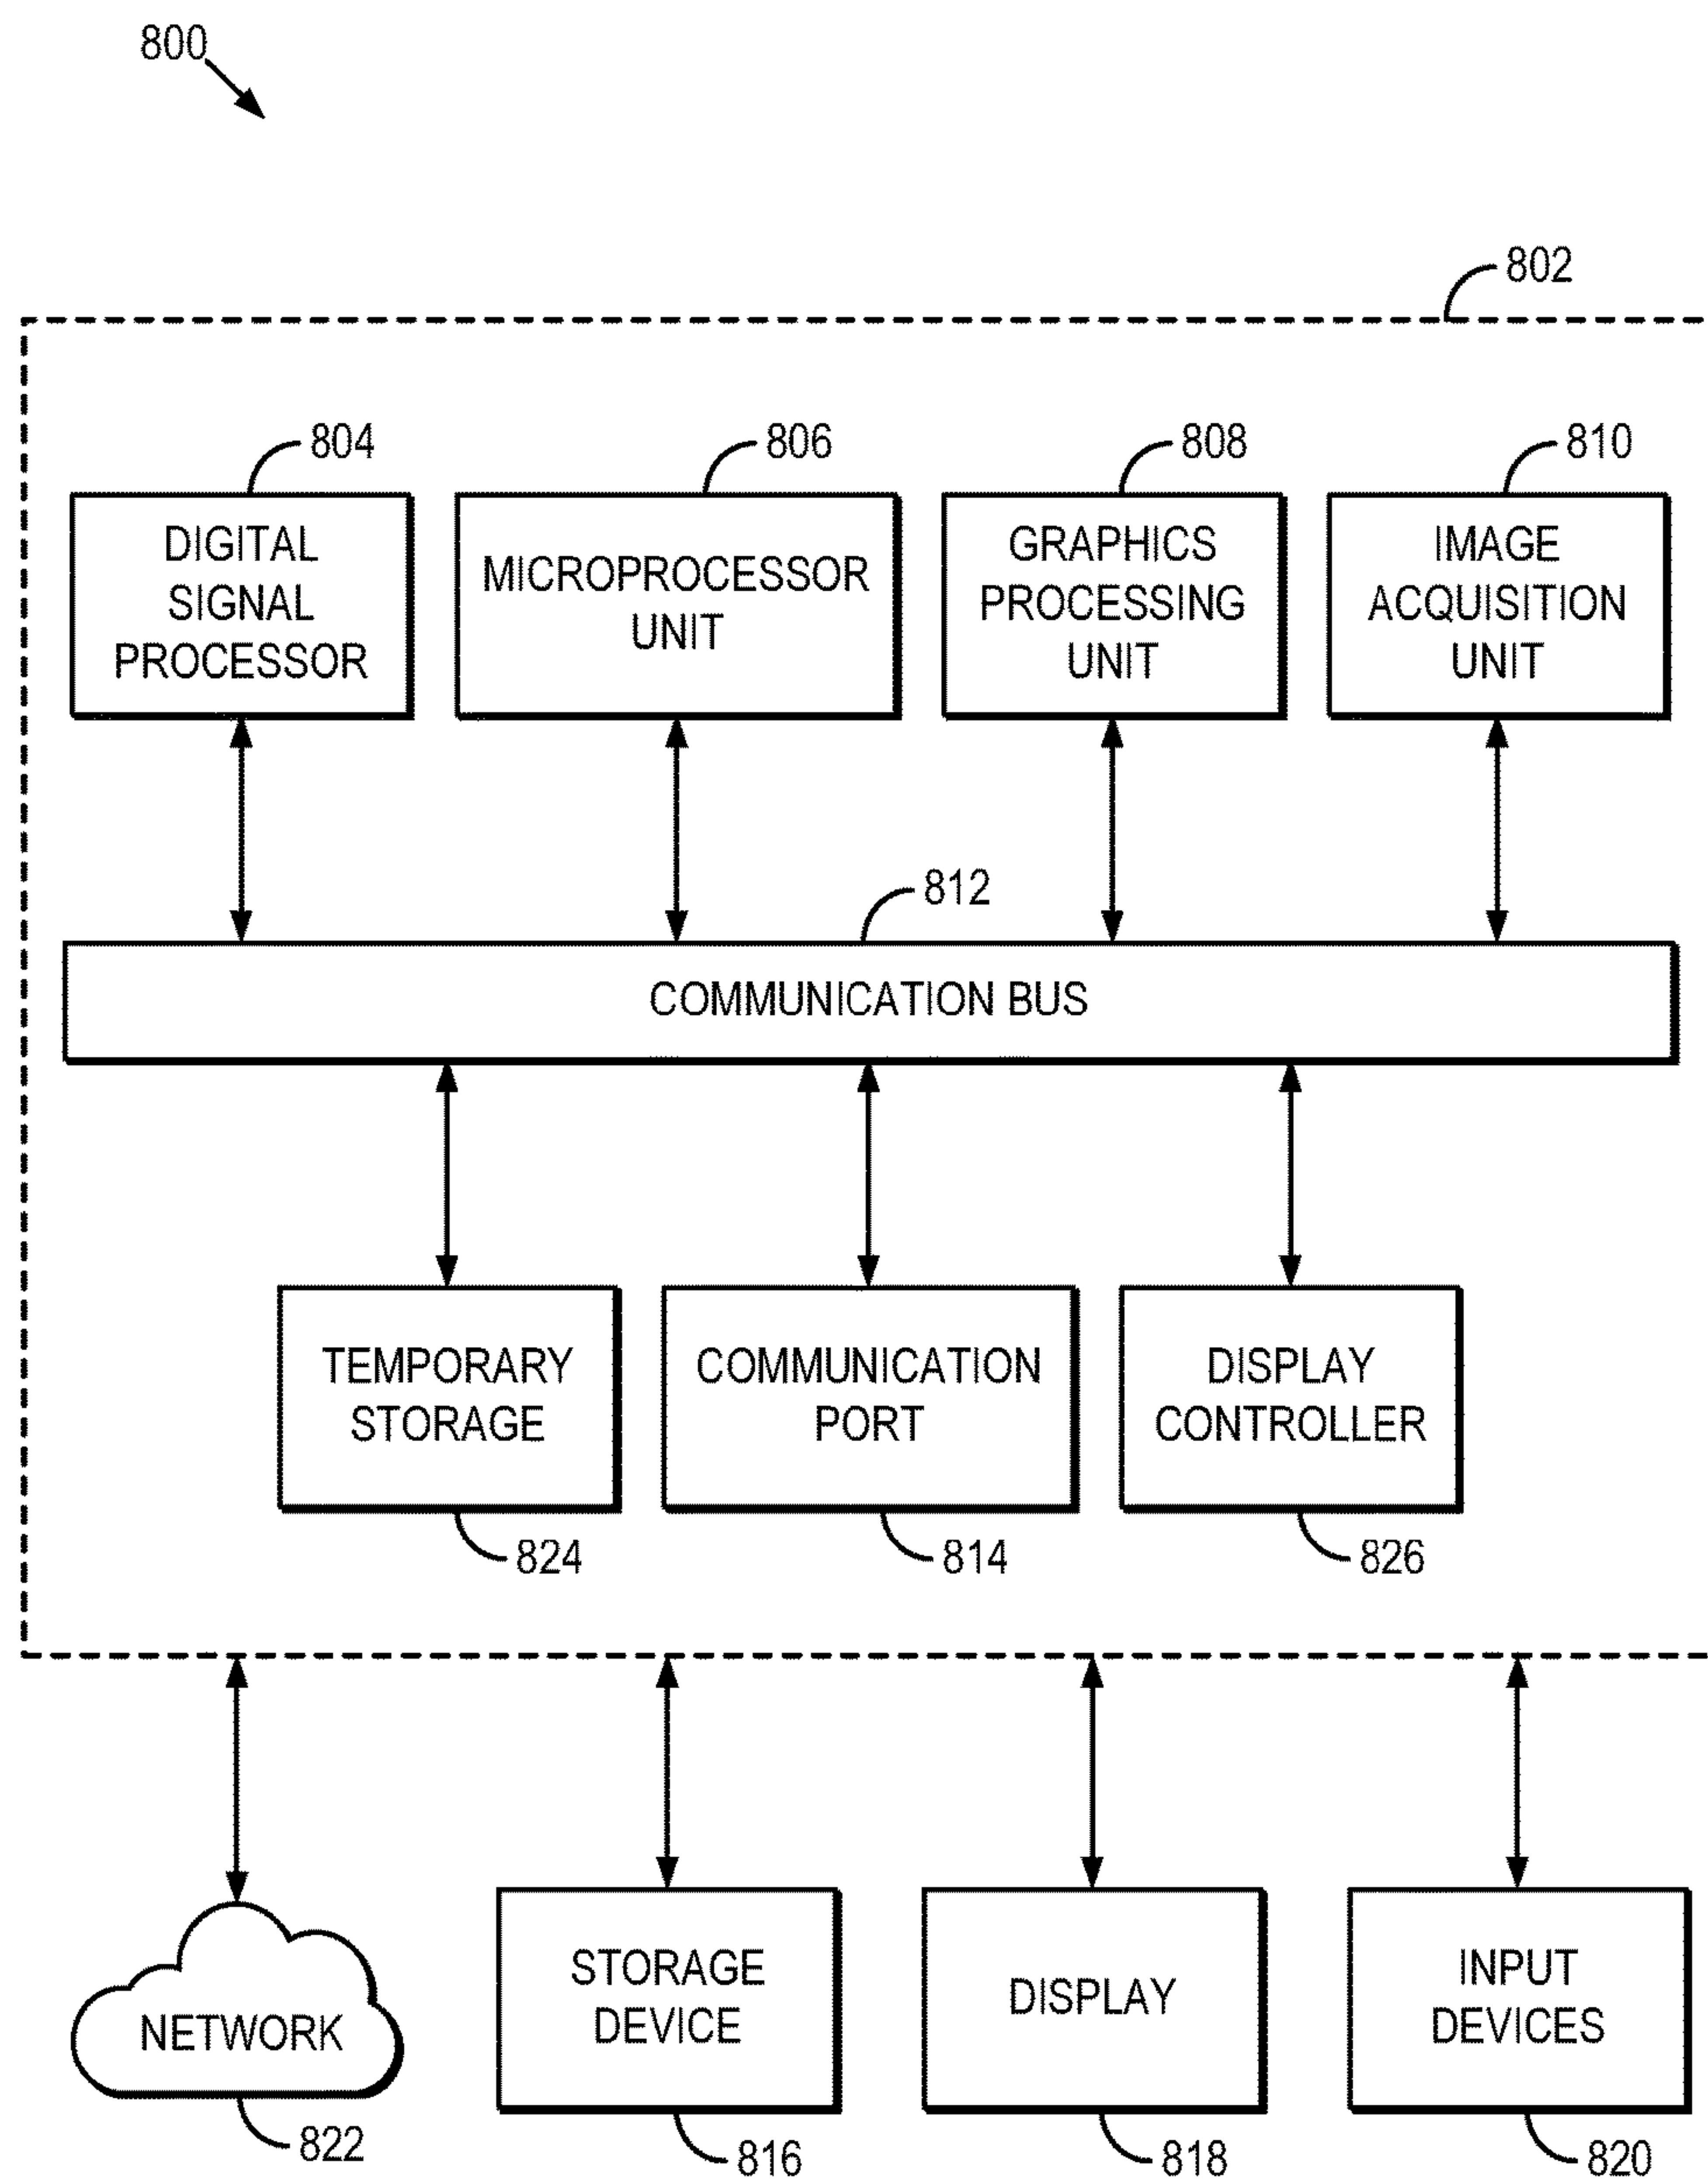 800
802
804
806
808
810
DIGITAL
SIGNAL
PROCESSOR
MICROPROCESSOR
UNIT
GRAPHICS
PROCESSING
UNIT
IMAGE
ACQUISITION
UNIT
812
COMMUNICATION BUS
TEMPORARY
STORAGE
COMMUNICATION
PORT
DISPLAY
CONTROLLER
824
814
826
NETWORK
STORAGE
DEVICE
DISPLAY
INPUT
DEVICES
822
816
818
820